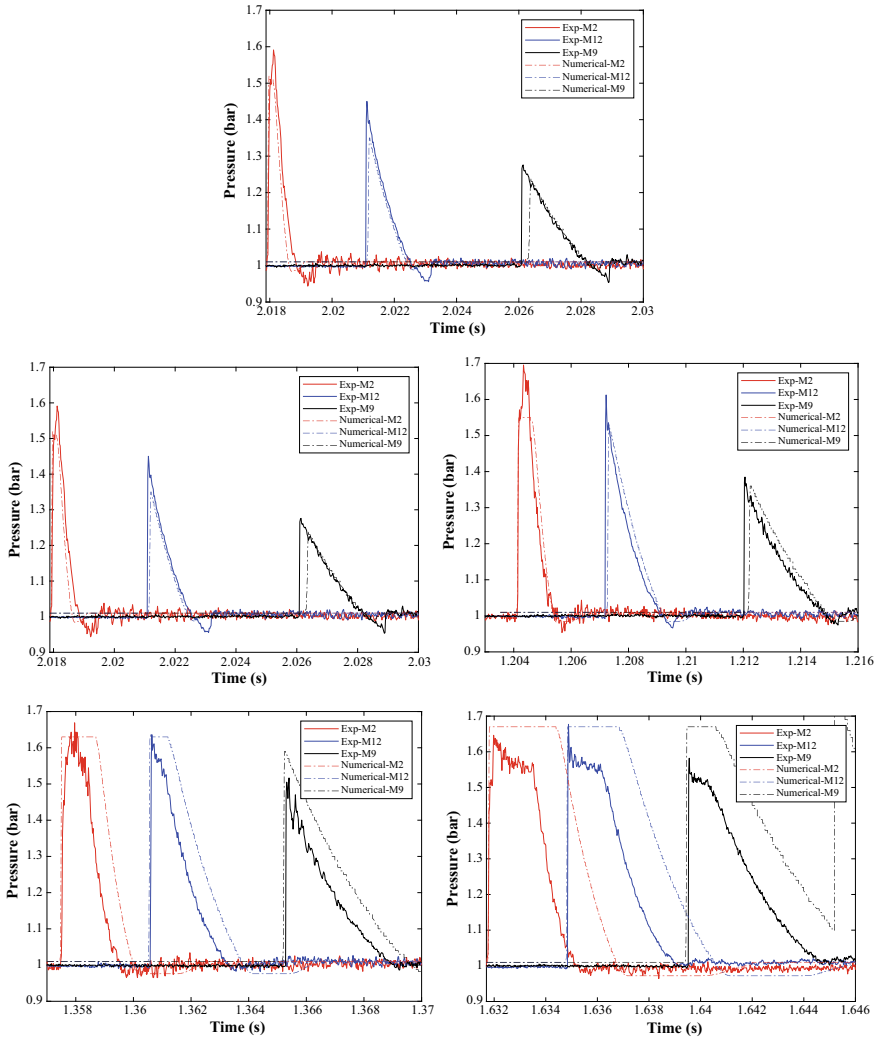 1.7
1.6
1.5
1.4
1.3
1.2
1.1
1
0.9
Pressure (bar)
Exp-M2
Exp-M12
Exp-M9
Numerical-M2
Numerical-M12
Numerical-M9
2.018 2.02 2.022 2.024 2.026 2.028 2.03
Time (s)
1.7
1.6
1.5
1.4
1.3
1.2
1.1
1
0.9
Pressure (bar)
Exp-M2
Exp-M12
Exp-M9
Numerical-M2
Numerical-M12
Numerical-M9
2.018 2.02 2.022 2.024 2.026 2.028 2.03
Time (s)
1.7
1.6
1.5
1.4
1.3
1.2
1.1
1
0.9
Pressure (bar)
Exp-M2
Exp-M12
Exp-M9
Numerical-M2
Numerical-M12
Numerical-M9
1.204 1.206 1.208 1.21 1.212 1.214 1.216
Time (s)
1.7
1.6
1.5
1.4
1.3
1.2
1.1
1
0.9
Pressure (bar)
Exp-M2
Exp-M12
Exp-M9
Numerical-M2
Numerical-M12
Numerical-M9
1.358 1.36 1.362 1.364 1.366 1.368 1.37
Time (s)
1.7
1.6
1.5
1.4
1.3
1.2
1.1
1
0.9
Pressure (bar)
Exp-M2
Exp-M12
Exp-M9
Numerical-M2
Numerical-M12
Numerical-M9
1.632 1.634 1.636 1.638 1.64 1.642 1.644 1.646
Time (s)